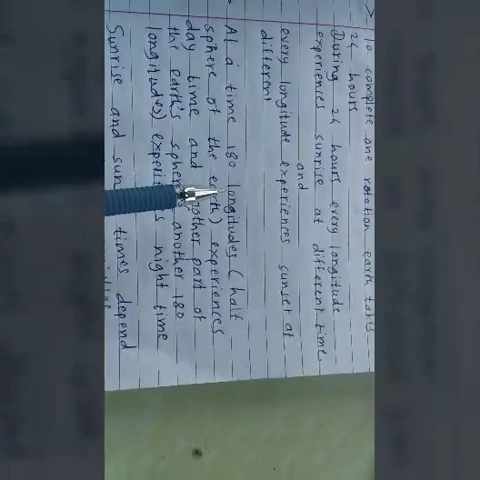 > To complete one rotation earth takes
24 hours
During 24 hours every longitude
experiences sunrise at different time
and
every longitude experiences sunset at
different
At a time 180 longitudes (half
sphere of the earth) experiences
day time and another part of
the earth's sphere another 180
longitudes) experiences night time
Sunrise and sun times depend